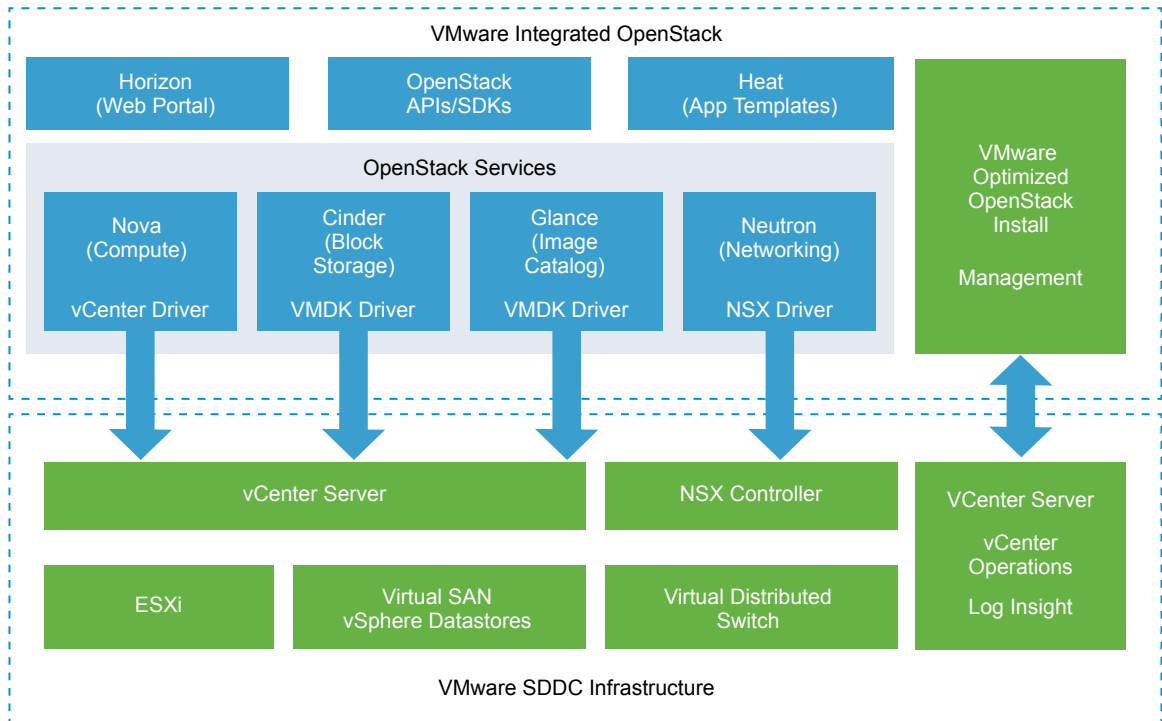 VMware Integrated OpenStack
Horizon
(Web Portal)
OpenStack
APIs/SDKs
Heat
(App Templates)
VMware
Optimized
OpenStack
Install
Management
OpenStack Services
Nova
(Compute)
vCenter Driver
Cinder
(Block
Storage)
VMDK Driver
Glance
(Image
Catalog)
VMDK Driver
Neutron
(Networking)
NSX Driver
vCenter Server
NSX Controller
VCenter Server
vCenter
Operations
Log Insight
ESXi
Virtual SAN
vSphere Datastores
Virtual Distributed
Switch
VMware SDDC Infrastructure